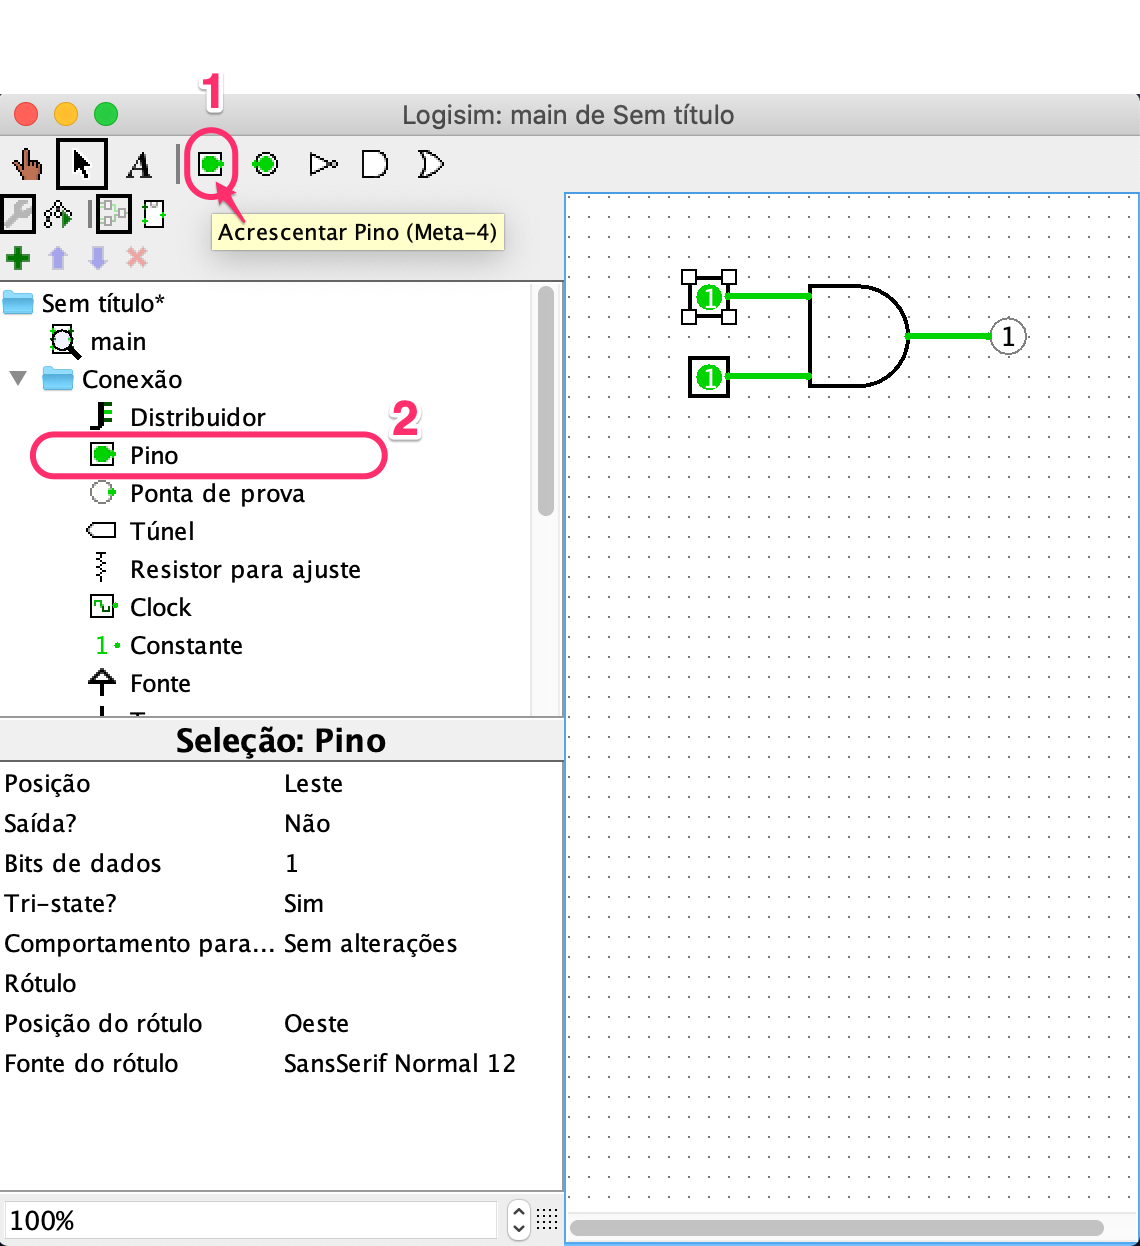 1
Logisim: main de Sem título
A
Acrescentar Pino (Meta-4)
Sem título*
main
Conexão
Distribuidor
2
Pino
Ponta de prova
Túnel
Resistor para ajuste
Clock
1 Constante
Fonte
Seleção: Pino
Posição Leste
Saída? Não
Bits de dados 1
Tri-state? Sim
Comportamento para... Sem alterações
Rótulo
Posição do rótulo Oeste
Fonte do rótulo SansSerif Normal 12
100%
1
1
1